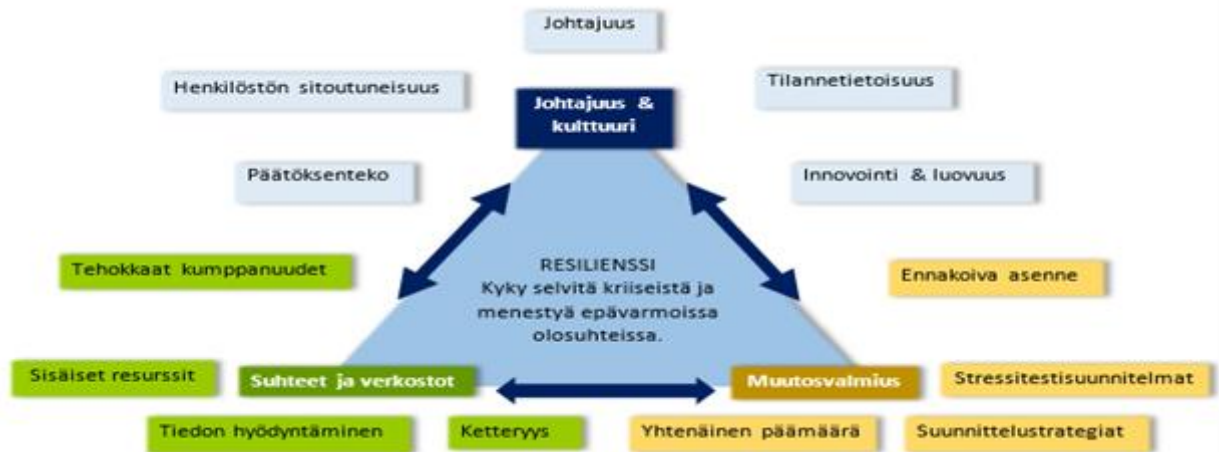 Johtajuus
Henkilöstön sitoutuneisuus
Tilannetietoisuus
Johtajuus &
kulttuuri
Päätöksenteko
Innovointi & luovuus
Tehokkaat kumppanuudet
RESILIENSSI
Kyky selvitä kriiseistä ja
menestyä epävarmoissa
olosuhteissa.
Ennakoiva asenne
Sisäiset resurssit
Suhteet ja verkostot
Muutosvalmius
Stressitestisuunnitelmat
Tiedon hyödyntäminen
Ketteryys
Yhtenäinen päämäärä
Suunnittelustrategiat